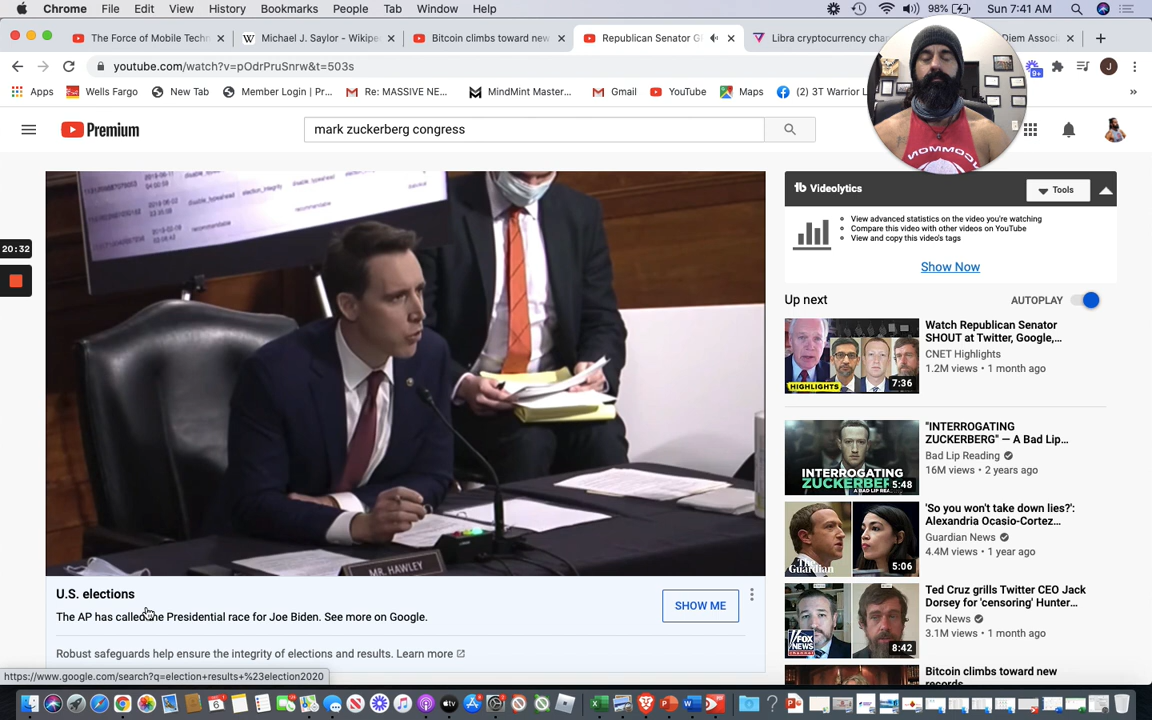 Chrome File Edit View History Bookmarks People Tab Window Help 98% Sun 7:41 AM
The Force of Mobile Techn
Michael J. Saylor - Wikipe
Bitcoin climbs toward new
Republican Senator G
Libra cryptocurrency cha
Diem Assoc
youtube.com/watch?v=pOdrPruSnrw&t=503s
9+
J
Apps Wells Fargo New Tab Member Login | Pr... Re: MASSIVE NE... MindMint Master... Gmail YouTube Maps (2) 3T Warrior L
Premium
mark zuckerberg congress
20:32
MR. HAWLEY
tb Videolytics
Tools
View advanced statistics on the video you're watching
Compare this video with other videos on YouTube
View and copy this video's tags
Show Now
Up next
AUTOPLAY
HIGHLIGHTS
7:36
Watch Republican Senator
SHOUT at Twitter, Google,...
CNET Highlights
1.2M views • 1 month ago
INTERROGATING
5:48
"INTERROGATING
ZUCKERBERG" — A Bad Lip...
Bad Lip Reading
16M views • 2 years ago
The
Guardian
5:06
'So you won't take down lies?':
Alexandria Ocasio-Cortez...
Guardian News
4.4M views • 1 year ago
FOX
NEWS
8:42
Ted Cruz grills Twitter CEO Jack
Dorsey for 'censoring' Hunter...
Fox News
3.1M views • 1 month ago
Bitcoin climbs toward new
records
U.S. elections
The AP has called the Presidential race for Joe Biden. See more on Google.
SHOW ME
Robust safeguards help ensure the integrity of elections and results. Learn more
https://www.google.com/search?q=election+results+%23election2020